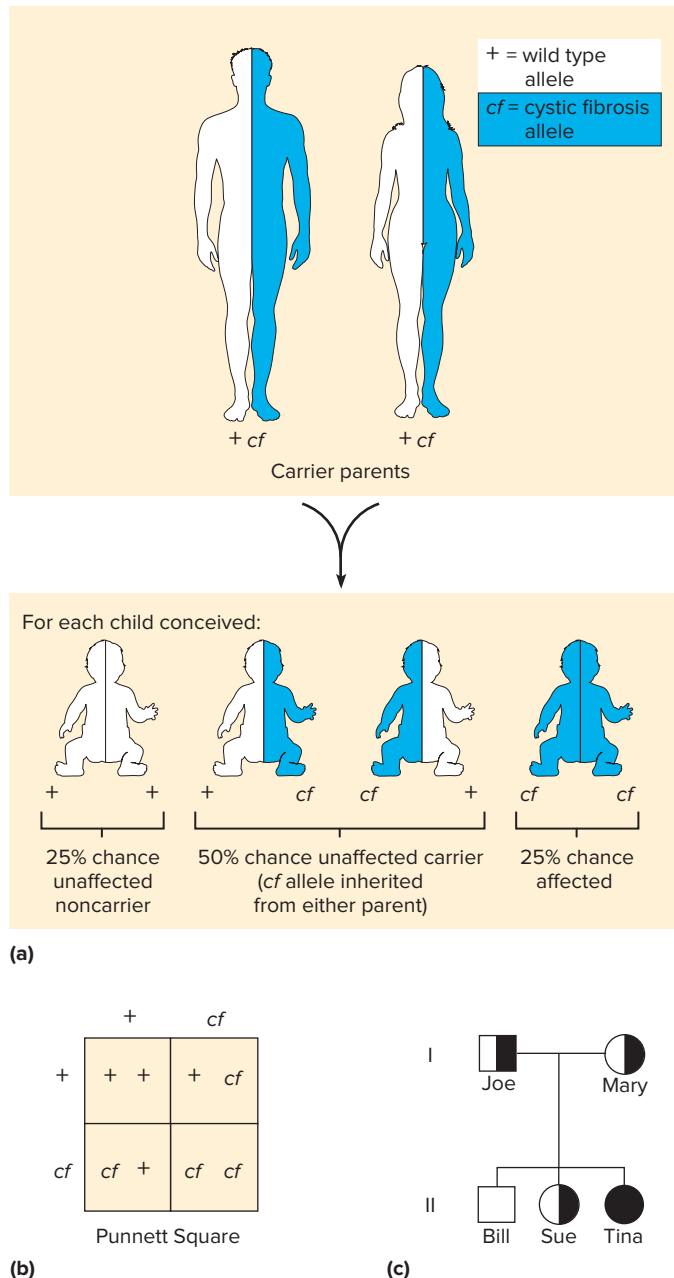 + = wild type
allele
cf = cystic fibrosis
allele
+ cf
+ cf
Carrier parents
For each child conceived:
+ + + cf cf + cf cf
25% chance
unaffected
noncarrier
50% chance unaffected carrier
(cf allele inherited
from either parent)
25% chance
affected
(a)
+ cf
+ + + + cf
cf cf + cf cf
Punnett Square
(b)
I
Joe
Mary
II
Bill
Sue
Tina
(c)